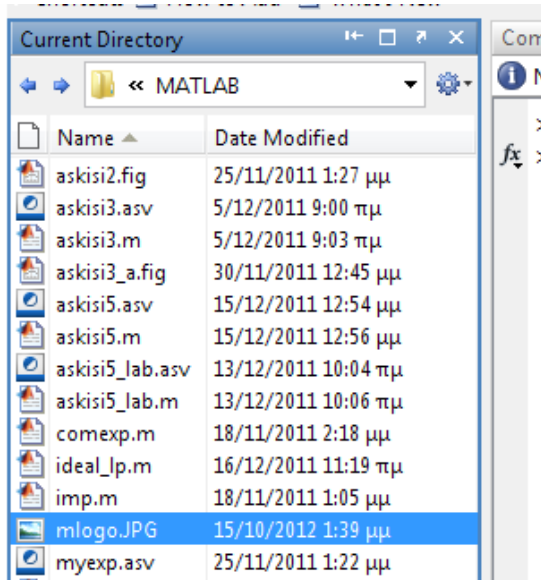 Current Directory
Com
« MATLAB
N
Name Date Modified
fx >
askisi2.fig 25/11/2011 1:27 μμ
askisi3.asv 5/12/2011 9:00 πμ
askisi3.m 5/12/2011 9:03 πμ
askisi3_a.fig 30/11/2011 12:45 μμ
askisi5.asv 15/12/2011 12:54 μμ
askisi5.m 15/12/2011 12:56 μμ
askisi5_lab.asv 13/12/2011 10:04 πμ
askisi5_lab.m 13/12/2011 10:06 πμ
comexp.m 18/11/2011 2:18 μμ
ideal_lp.m 16/12/2011 11:19 πμ
imp.m 18/11/2011 1:05 μμ
mlogo.JPG 15/10/2012 1:39 μμ
myexp.asv 25/11/2011 1:22 μμ